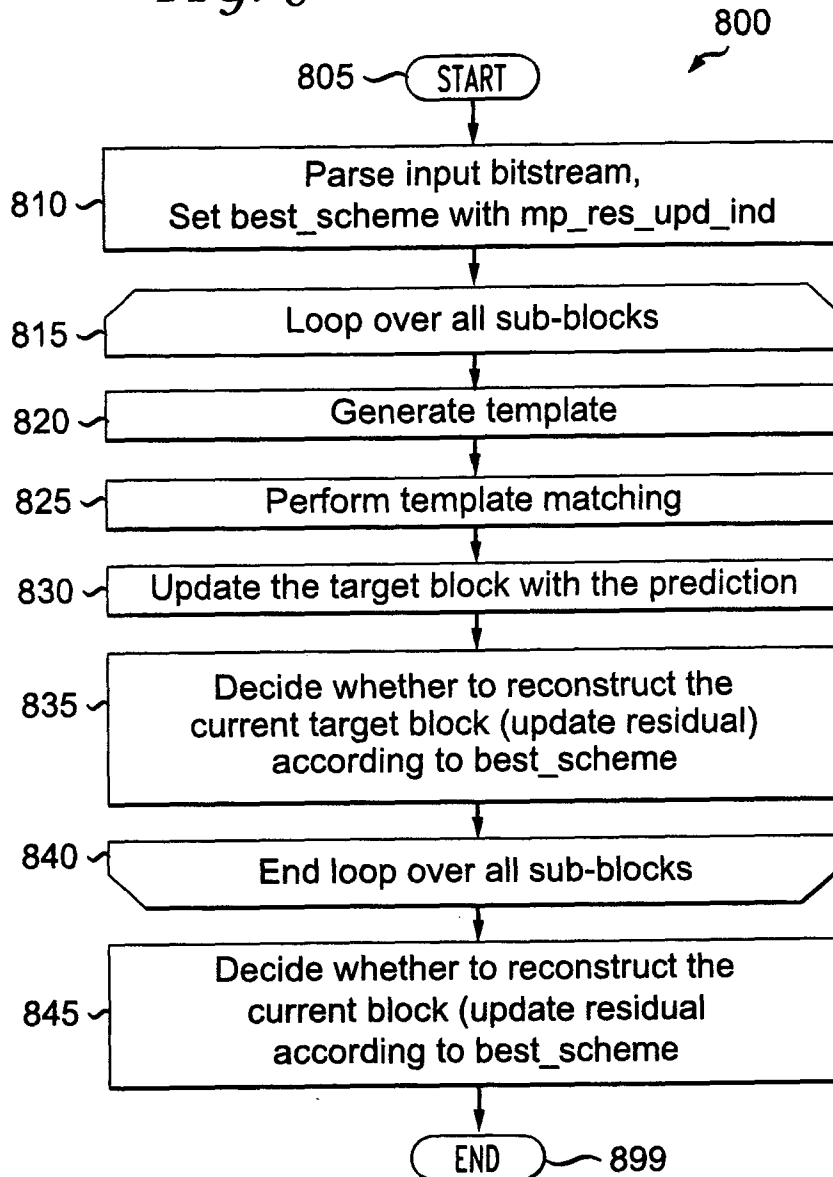 800
805 START
810 Parse input bitstream,
Set best_scheme with mp_res_upd_ind
815 Loop over all sub-blocks
820 Generate template
825 Perform template matching
830 Update the target block with the prediction
835 Decide whether to reconstruct the
current target block (update residual)
according to best_scheme
840 End loop over all sub-blocks
845 Decide whether to reconstruct the
current block (update residual
according to best_scheme
END 899